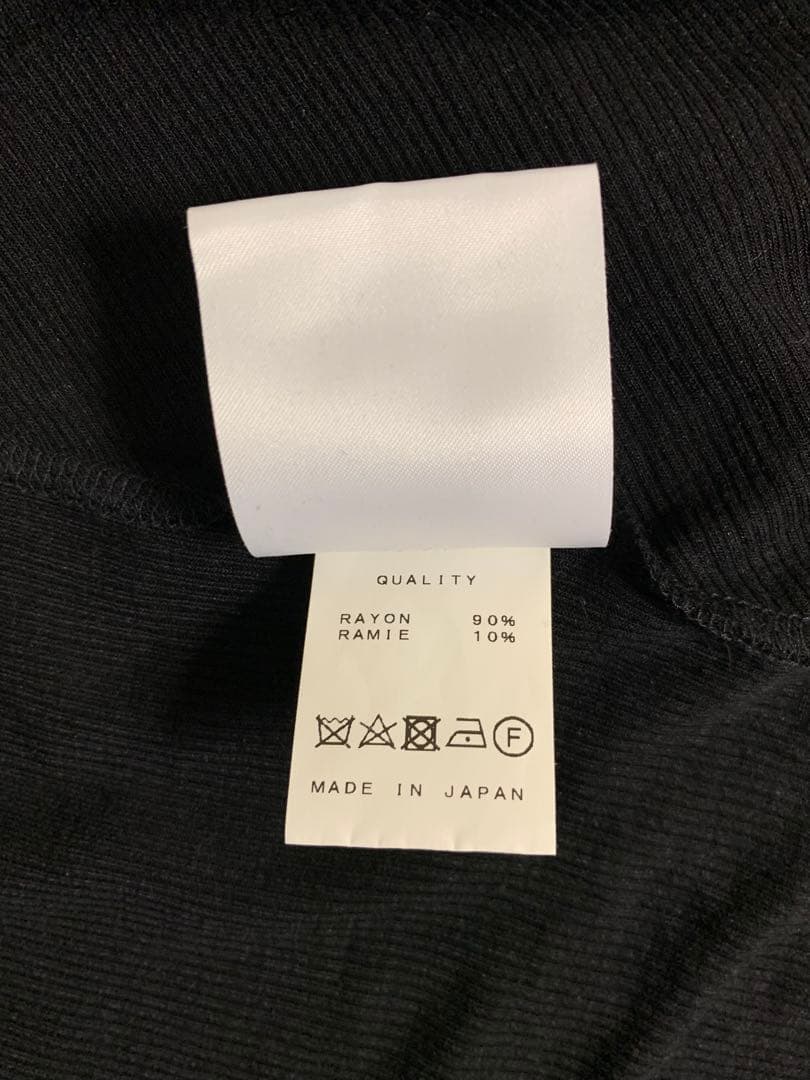 QUALITY
RAYON 90%
RAMIE 10%
F
MADE IN JAPAN